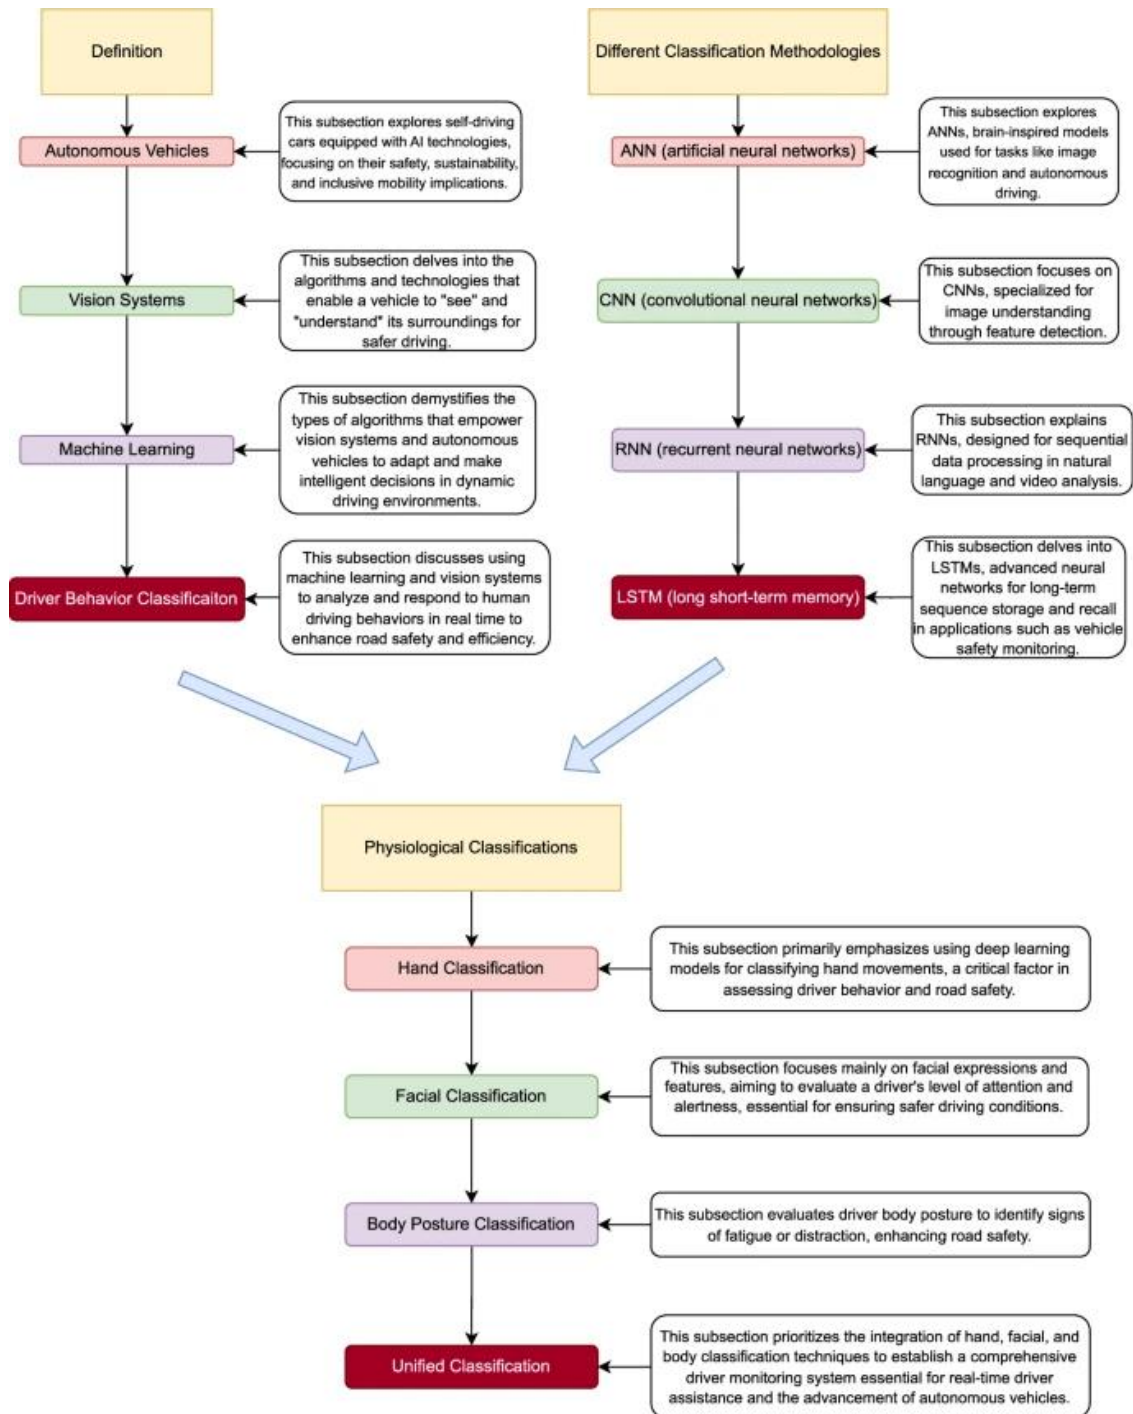 Definition
Autonomous Vehicles
This subsection explores self-driving
cars equipped with AI technologies,
focusing on their safety, sustainability,
and inclusive mobility implications.
Vision Systems
This subsection delves into the
algorithms and technologies that
enable a vehicle to "see" and
"understand" its surroundings for
safer driving.
Machine Learning
This subsection demystifies the
types of algorithms that empower
vision systems and autonomous
vehicles to adapt and make
intelligent decisions in dynamic
driving environments.
Driver Behavior Classificaiton
This subsection discusses using
machine learning and vision systems
to analyze and respond to human
driving behaviors in real time to
enhance road safety and efficiency.
Different Classification Methodologies
ANN (artificial neural networks)
This subsection explores
ANNs, brain-inspired models
used for tasks like image
recognition and autonomous
driving.
CNN (convolutional neural networks)
This subsection focuses on
CNNs, specialized for
image understanding
through feature detection.
RNN (recurrent neural networks)
This subsection explains
RNNs, designed for sequential
data processing in natural
language and video analysis.
LSTM (long short-term memory)
This subsection delves into
LSTMs, advanced neural
networks for long-term
sequence storage and recall
in applications such as vehicle
safety monitoring.
Physiological Classifications
Hand Classification
This subsection primarily emphasizes using deep learning
models for classifying hand movements, a critical factor in
assessing driver behavior and road safety.
Facial Classification
This subsection focuses mainly on facial expressions and
features, aiming to evaluate a driver's level of attention and
alertness, essential for ensuring safer driving conditions.
Body Posture Classification
This subsection evaluates driver body posture to identify signs
of fatigue or distraction, enhancing road safety.
Unified Classification
This subsection prioritizes the integration of hand, facial, and
body classification techniques to establish a comprehensive
driver monitoring system essential for real-time driver
assistance and the advancement of autonomous vehicles.